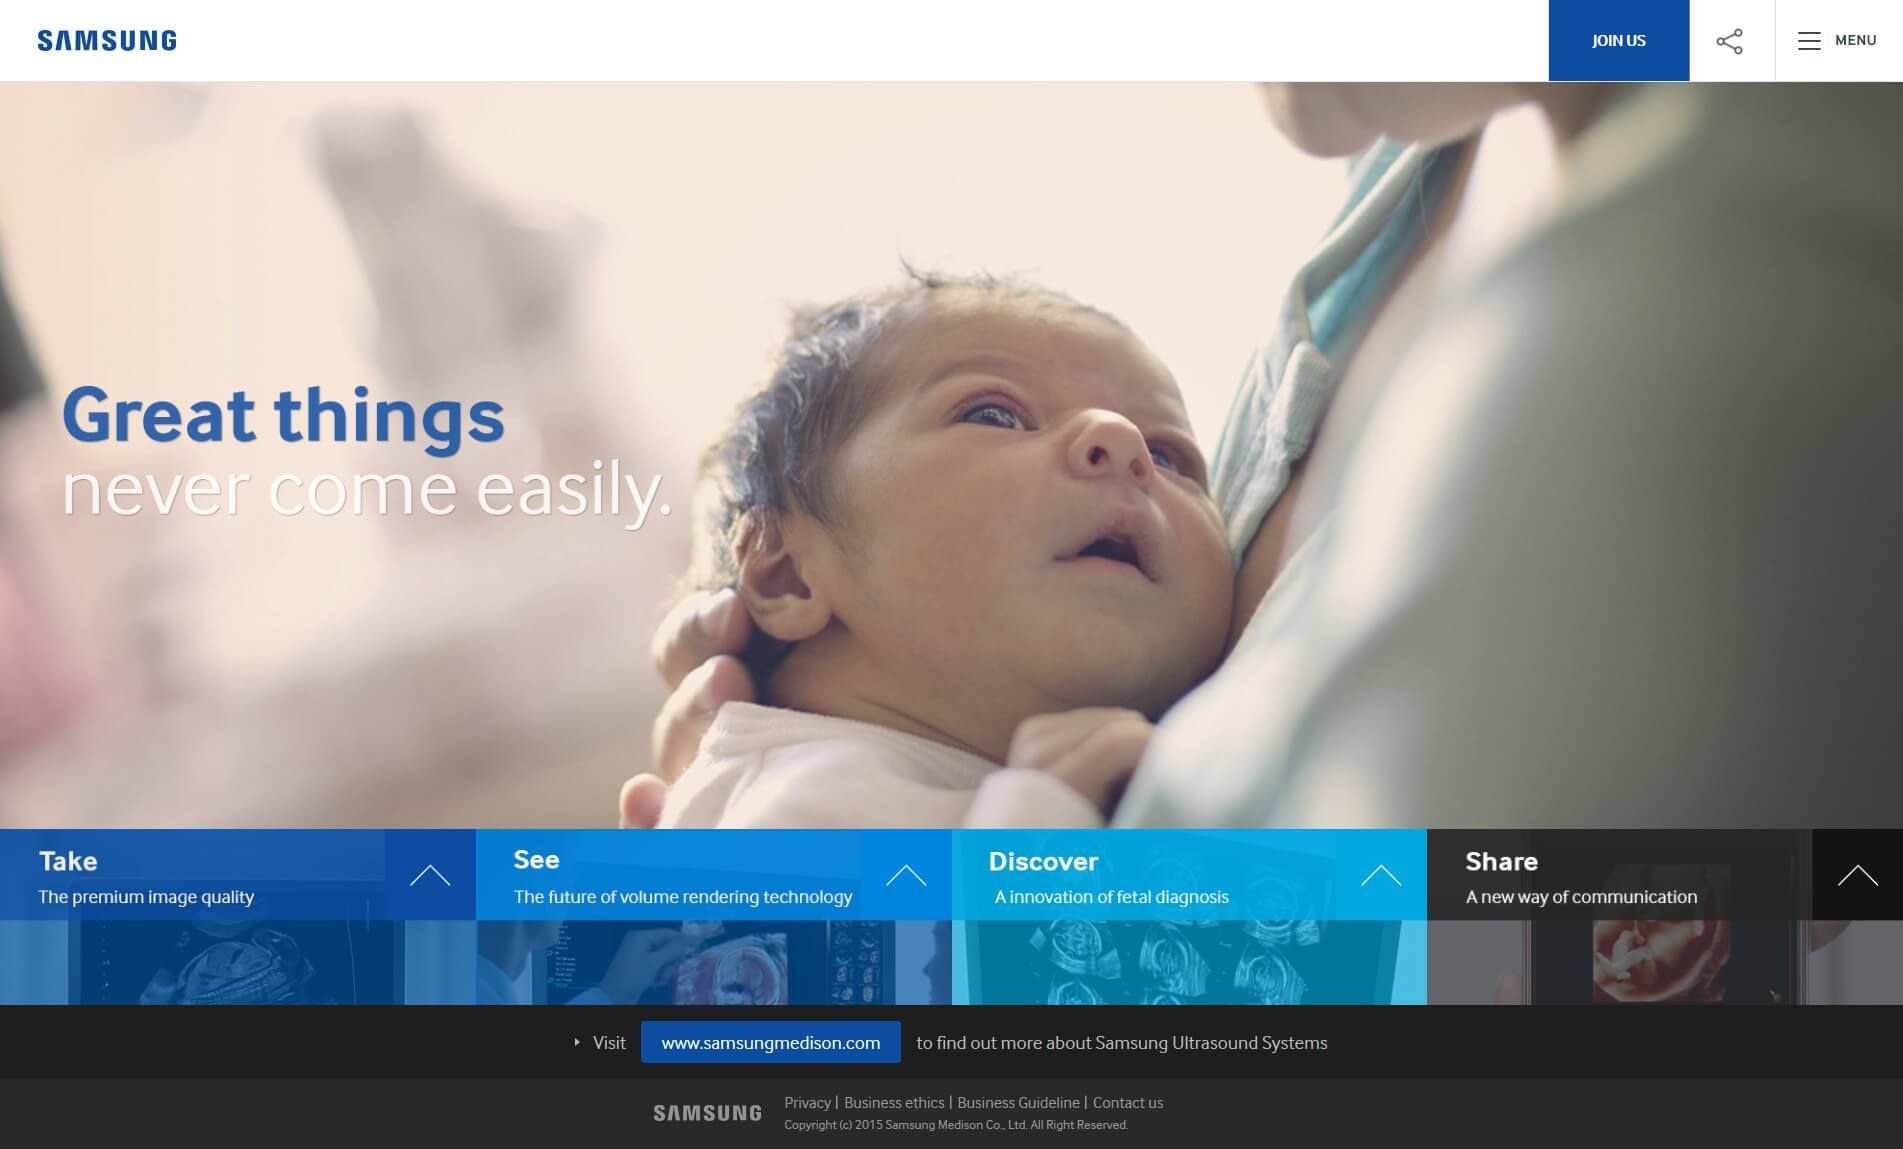 SAMSUNG
JOIN US
MENU
Great things
never come easily.
Take
The premium image quality
See
The future of volume rendering technology
Discover
A innovation of fetal diagnosis
Share
A new way of communication
Visit www.samsungmedison.com to find out more about Samsung Ultrasound Systems
SAMSUNG
Privacy | Business ethics | Business Guideline | Contact us
Copyright (c) 2015 Samsung Medison Co., Ltd. All Right Reserved.